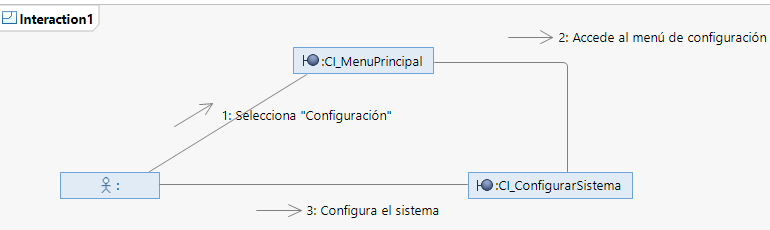 Interaction1
2: Accede al menú de configuración
:CI_MenuPrincipal
1: Selecciona "Configuración"
:
:CI_ConfigurarSistema
3: Configura el sistema